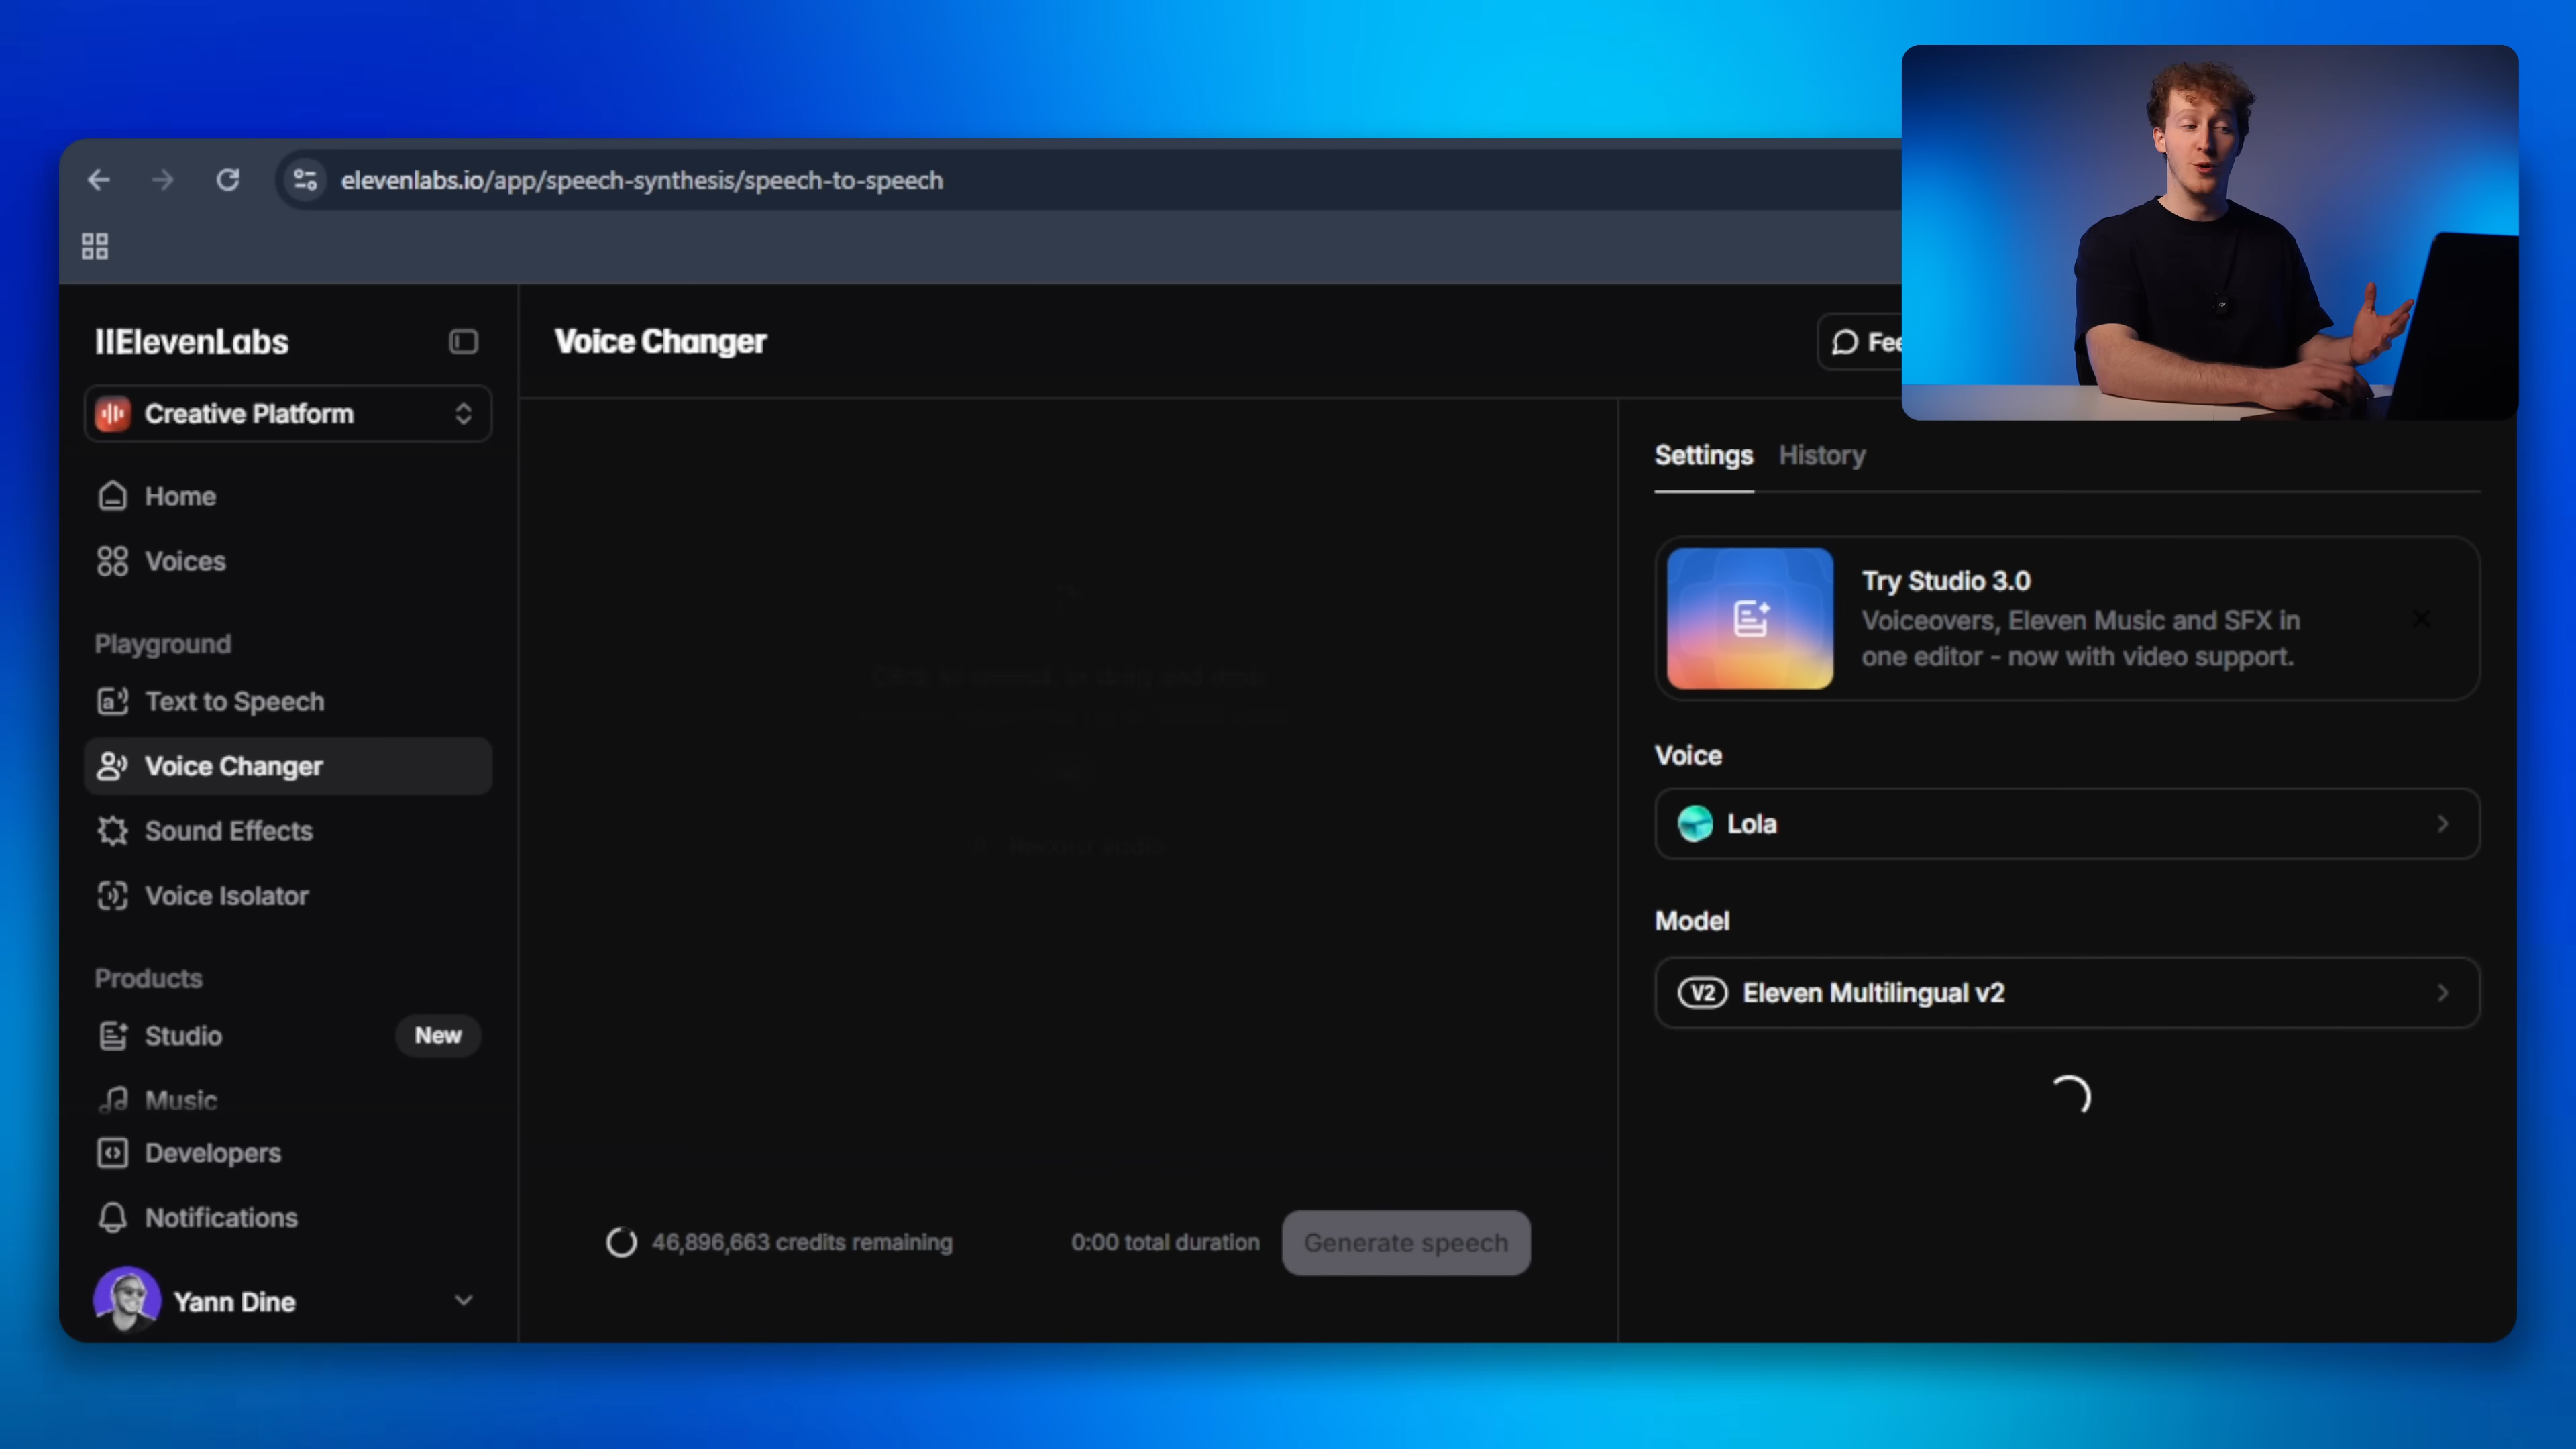 elevenlabs.io/app/speech-synthesis/speech-to-speech
IIElevenLabs
Creative Platform
Home
Voices
Playground
Text to Speech
Voice Changer
Sound Effects
Voice Isolator
Products
Studio
New
Music
Developers
Notifications
Yann Dine
Voice Changer
Fee
46,896,663 credits remaining
0:00 total duration
Generate speech
Settings
History
Try Studio 3.0
Voiceovers, Eleven Music and SFX in
one editor - now with video support.
Voice
Lola
Model
V2 Eleven Multilingual v2